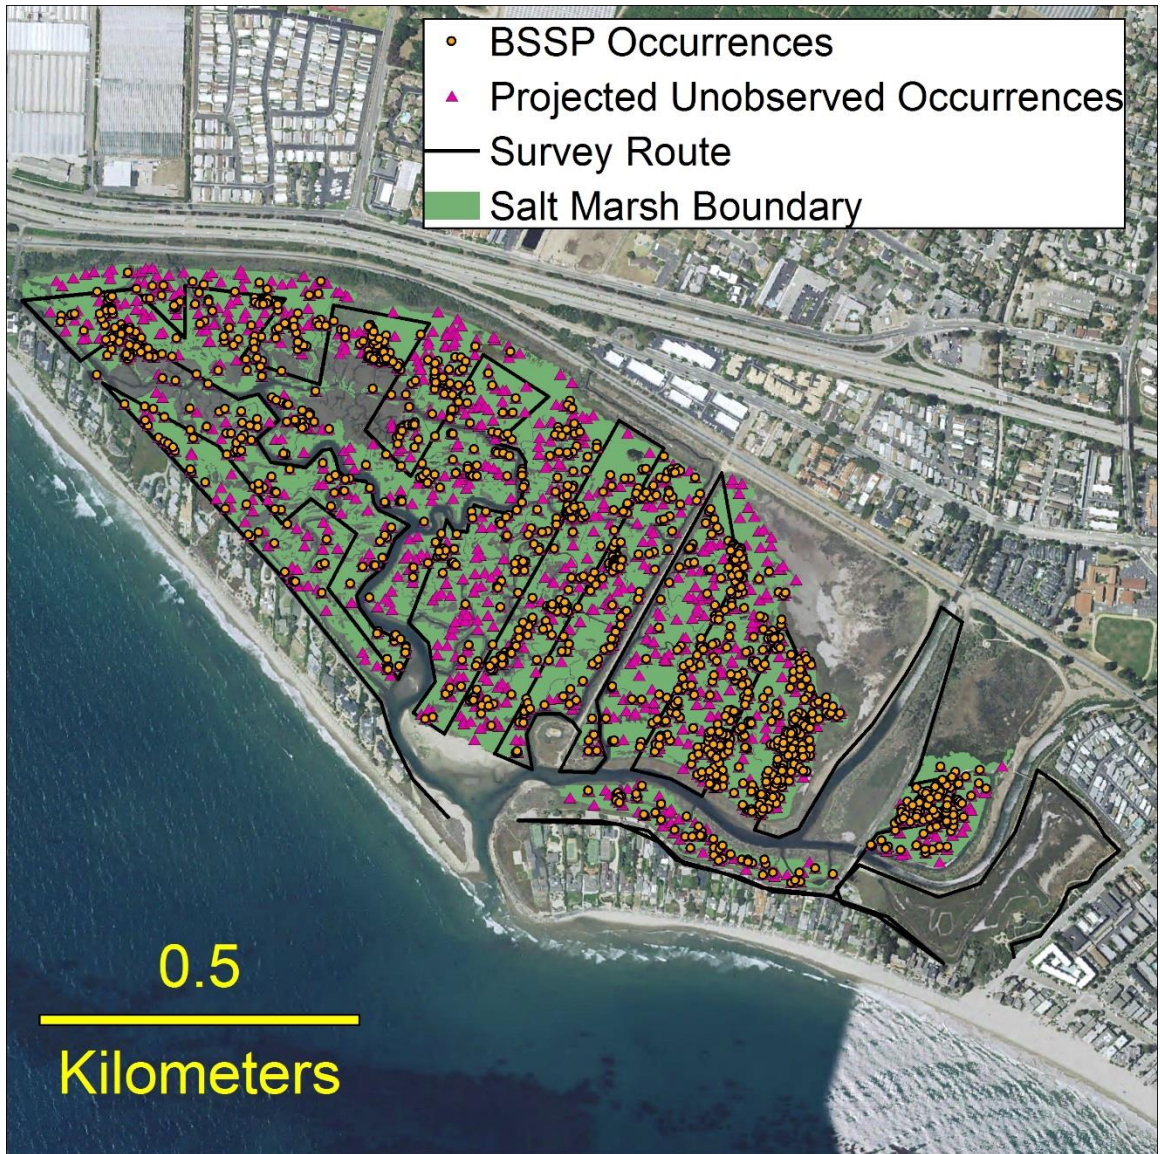 BSSP Occurrences
Projected Unobserved Occurrences
Survey Route
Salt Marsh Boundary
0.5
Kilometers